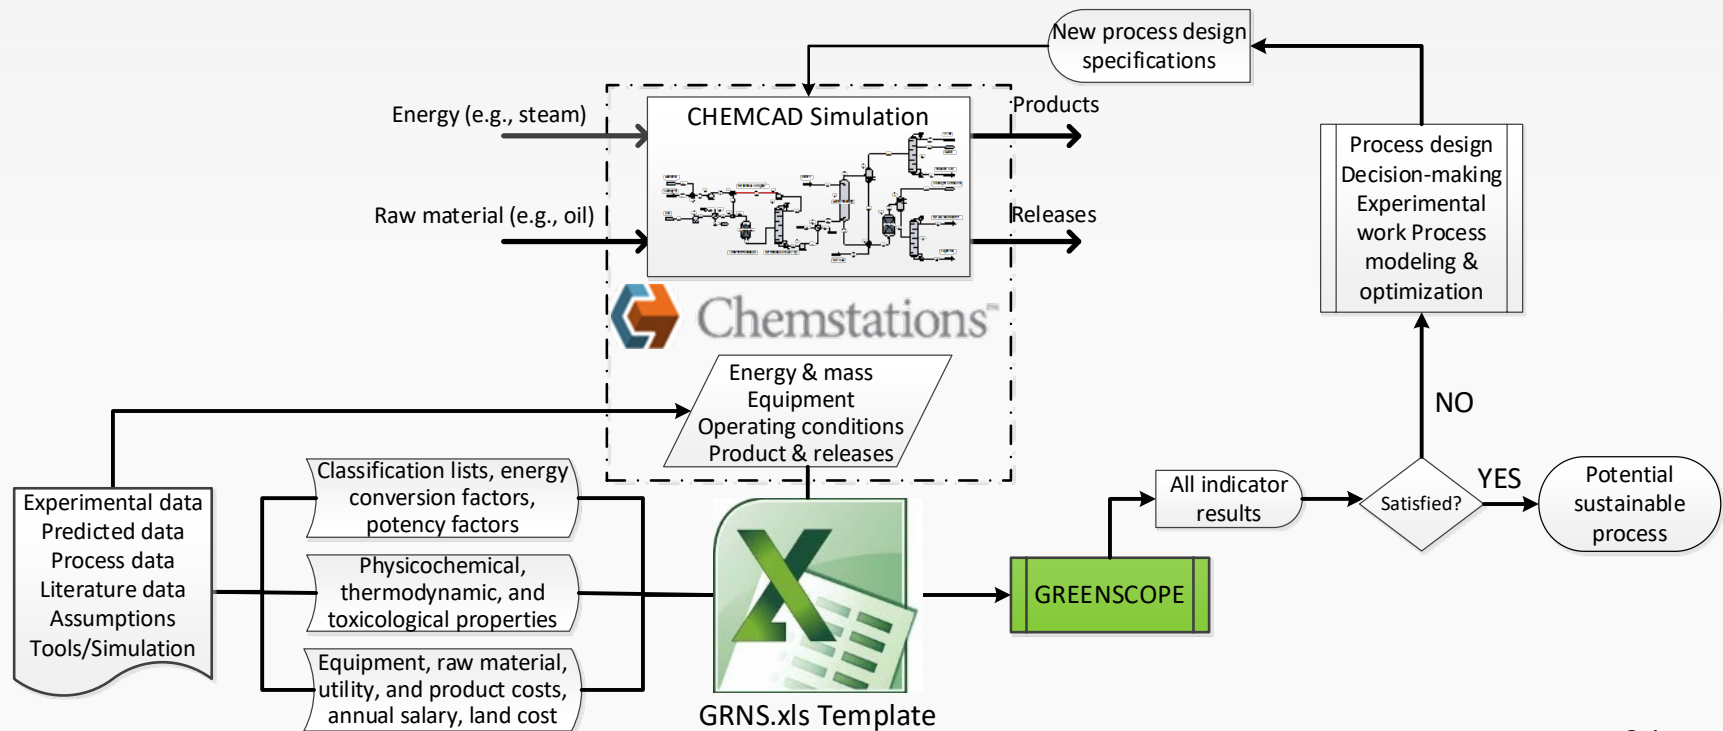 New process design
specifications
Energy (e.g., steam)
CHEMCAD Simulation
Products
Raw material (e.g., oil)
Releases
Process design
Decision-making
Experimental
work Process
modeling &
optimization
Chemstations™
Energy & mass
Equipment
Operating conditions
Product & releases
NO
Experimental data
Predicted data
Process data
Literature data
Assumptions
Tools/Simulation
Classification lists, energy
conversion factors,
potency factors
Physicochemical,
thermodynamic, and
toxicological properties
Equipment, raw material,
utility, and product costs,
annual salary, land cost
X
GRNS.xls Template
GREENSCOPE
All indicator
results
Satisfied?
YES
Potential
sustainable
process